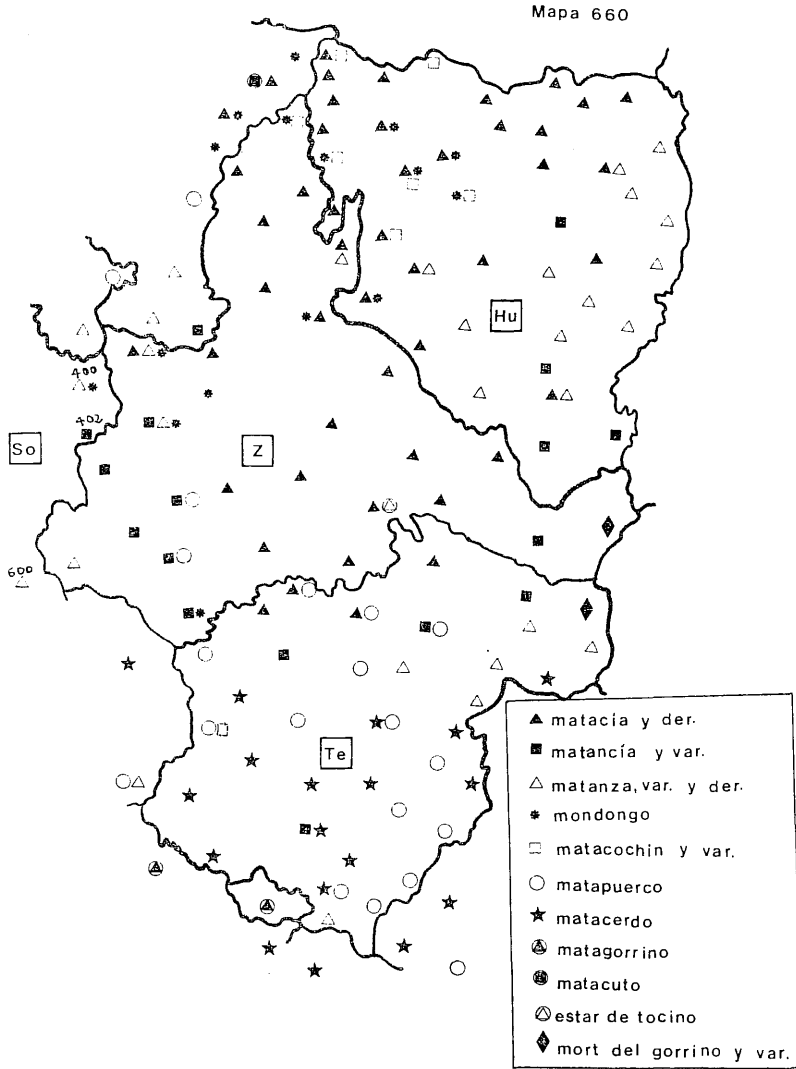 Mapa 660
Hu
400
402
So
Z
600
Te
matacia y der.
matancía y var.
matanza, var. y der.
mondongo
matacochin y var.
matapuerco
matacerdo
matagorrino
matacuto
estar de tocino
mort del gorrino y var.